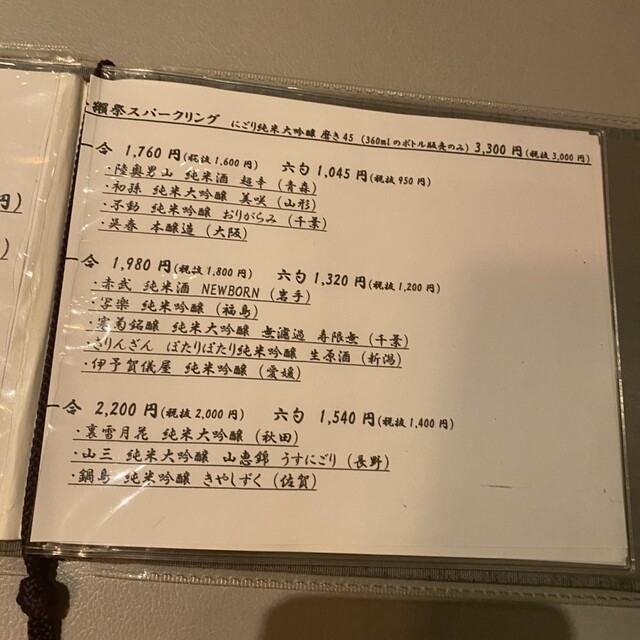 獺祭スパークリング にごり純米大吟醸 磨き45 (360mlのボトル販売のみ) 3,300円(税抜3,000円)
一合 1,760円(税抜1,600円) 六勺 1,045円(税抜950円)
・陸奥男山 純米酒 超辛 (青森)
・初孫 純米大吟醸 美咲 (山形)
・不動 純米吟醸 おりがらみ (千葉)
・呉春 本醸造 (大阪)
一合 1,980円(税抜1,800円) 六勺 1,320円(税抜1,200円)
・赤武 純米酒 NEWBORN (岩手)
・写楽 純米吟醸 (福島)
・寒菊銘醸 純米大吟醸 無濾過 寿限無 (千葉)
・きりんざん ぽたりぽたり純米吟醸 生原酒 (新潟)
・伊予賀儀屋 純米吟醸 (愛媛)
一合 2,200円(税抜2,000円) 六勺 1,540円(税抜1,400円)
・裏雪月花 純米大吟醸 (秋田)
・山三 純米大吟醸 山恵錦 うすにごり (長野)
・鍋島 純米吟醸 きやしずく (佐賀)
円)